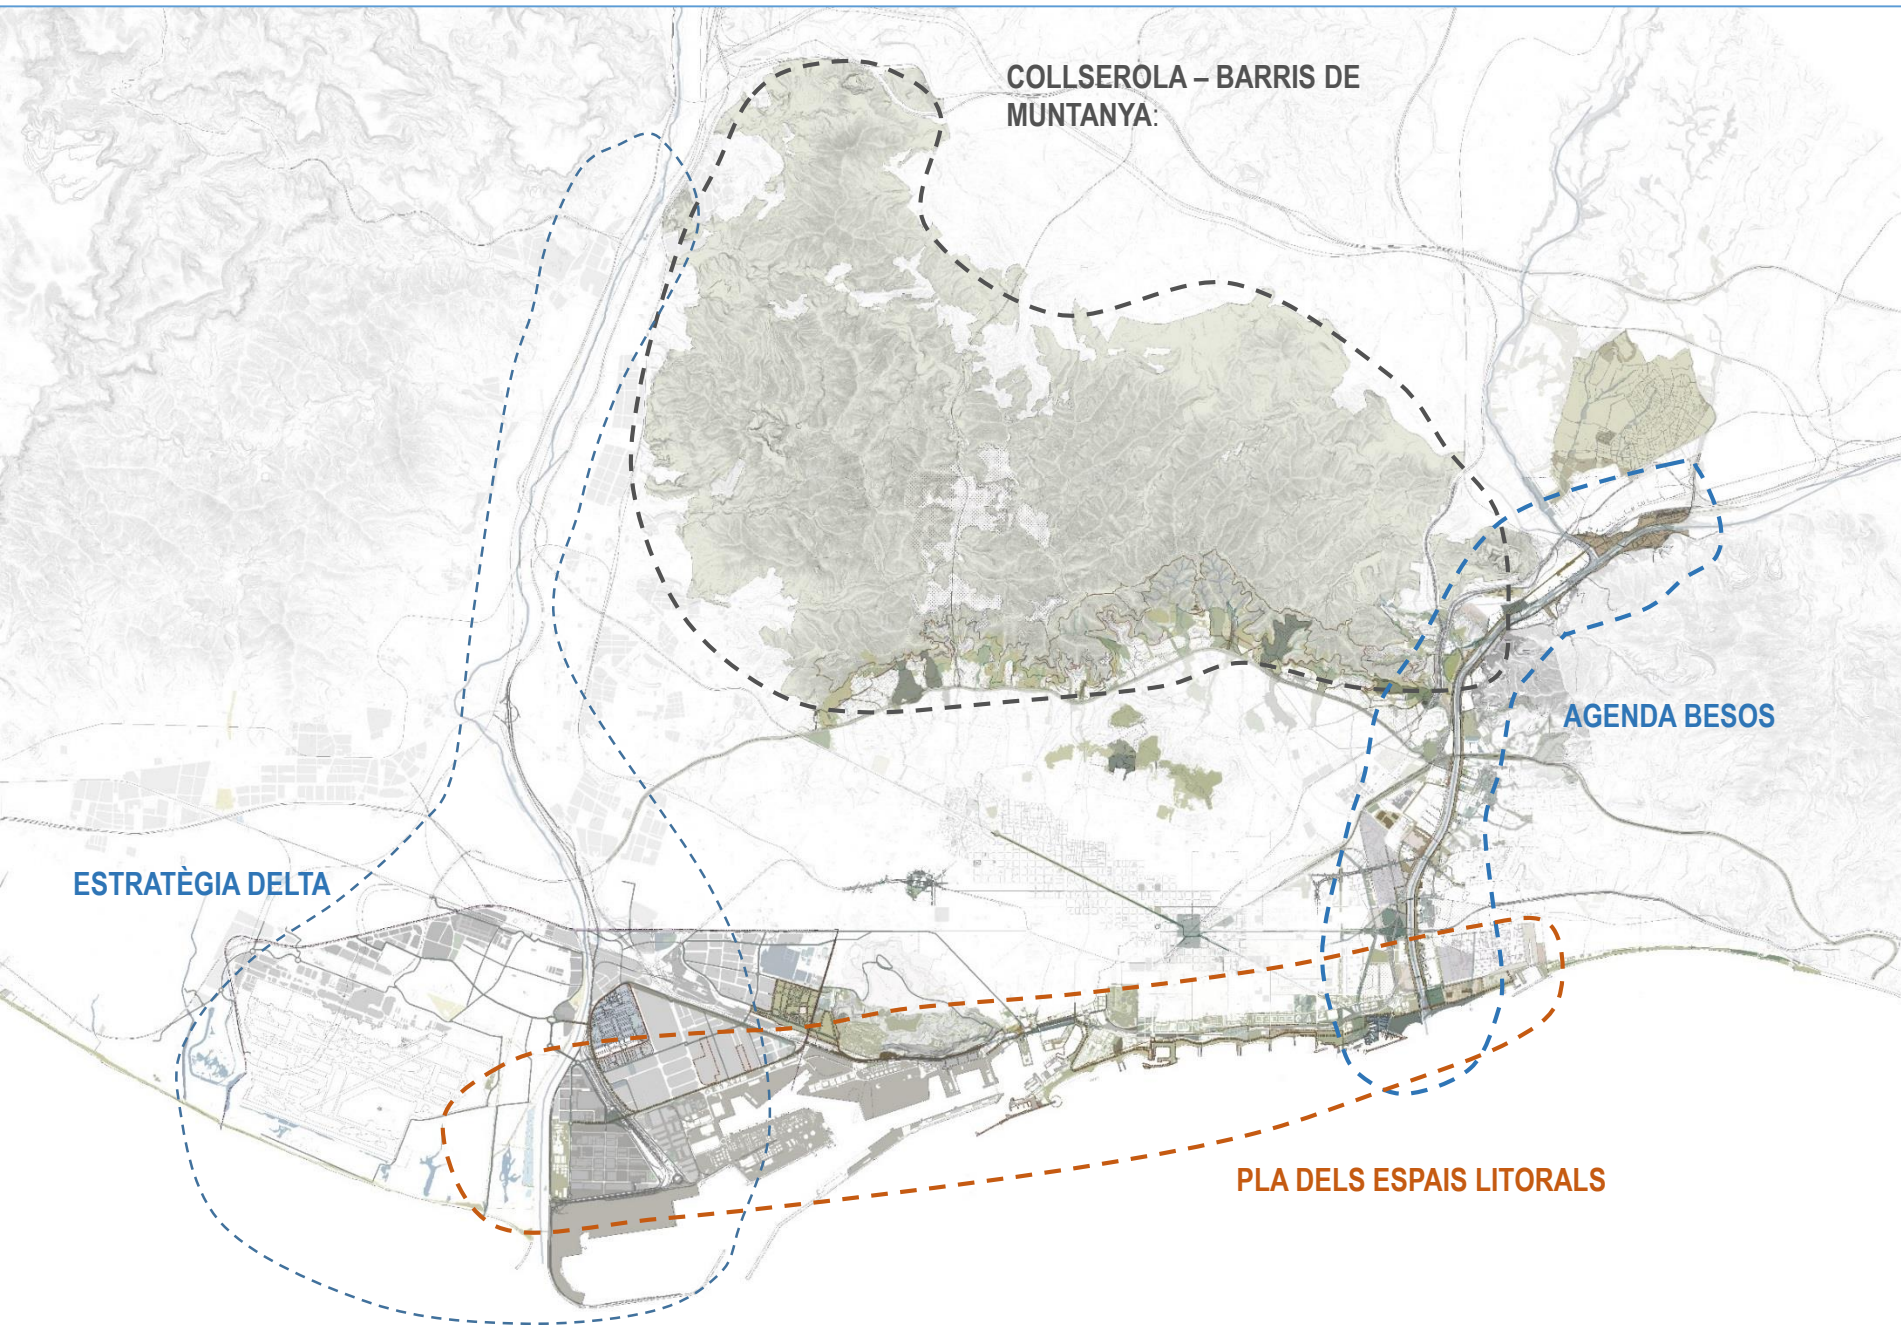 COLLSEROLA – BARRIS DE
MUNTANYA:
AGENDA BESOS
ESTRATÈGIA DELTA
PLA DELS ESPAIS LITORALS